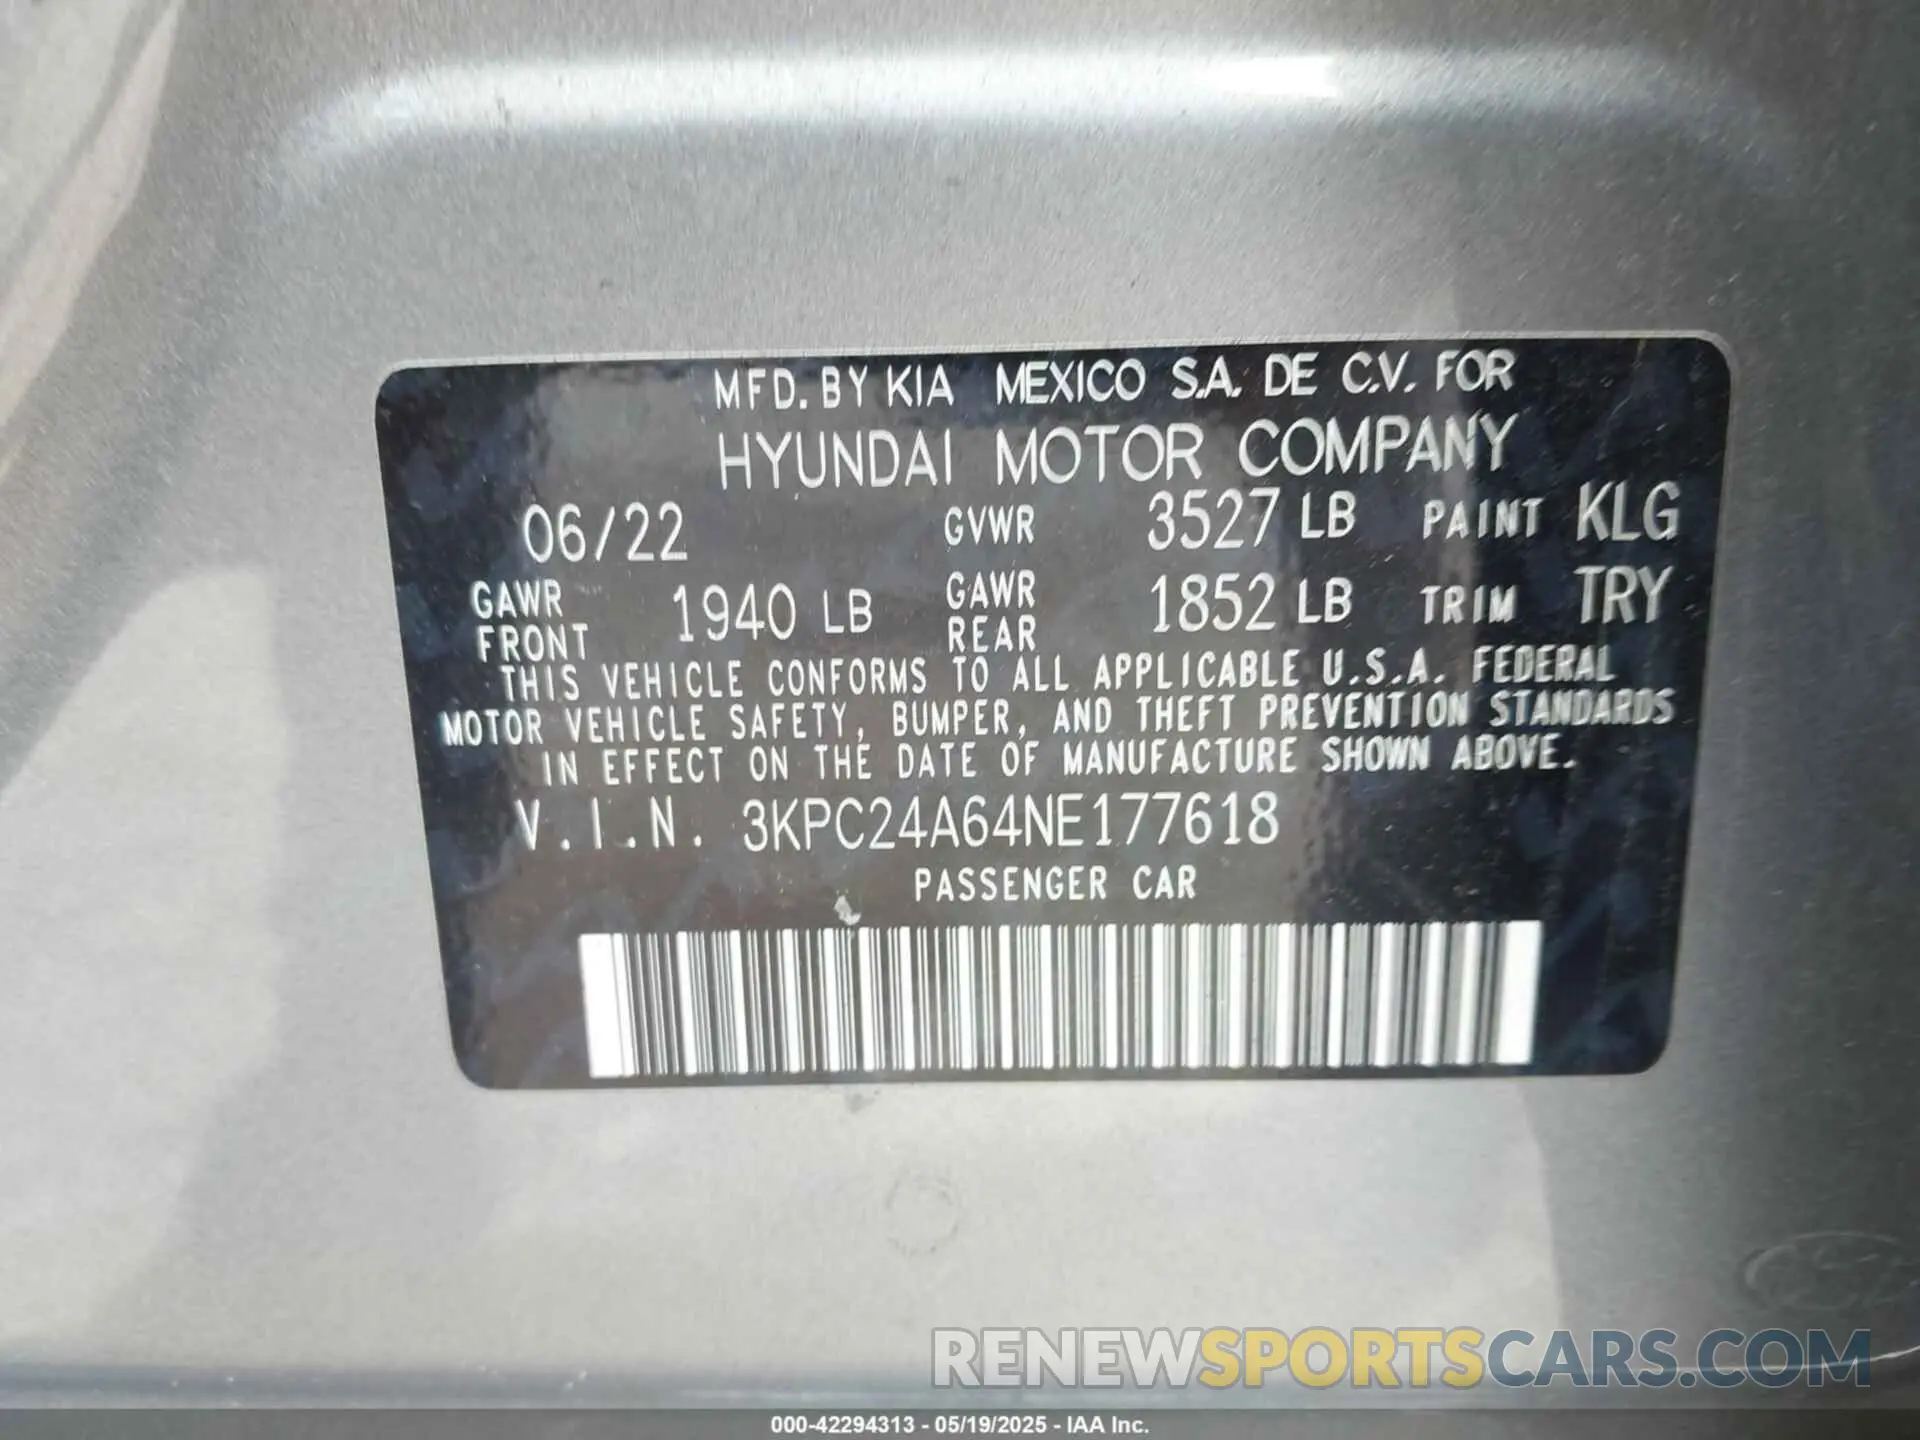 MFD. BY KIA MEXICO S.A. DE C.V. FOR
HYUNDAI MOTOR COMPANY
06/22 GVWR 3527 LB PAINT KLG
GAWR FRONT 1940 LB GAWR REAR 1852 LB TRIM TRY
THIS VEHICLE CONFORMS TO ALL APPLICABLE U.S.A. FEDERAL
MOTOR VEHICLE SAFETY, BUMPER, AND THEFT PREVENTION STANDARDS
IN EFFECT ON THE DATE OF MANUFACTURE SHOWN ABOVE.
V.I.N. 3KPC24A64NE177618
PASSENGER CAR
RENEWSPORTSCARS.COM
000-42294313 - 05/19/2025 - IAA Inc.